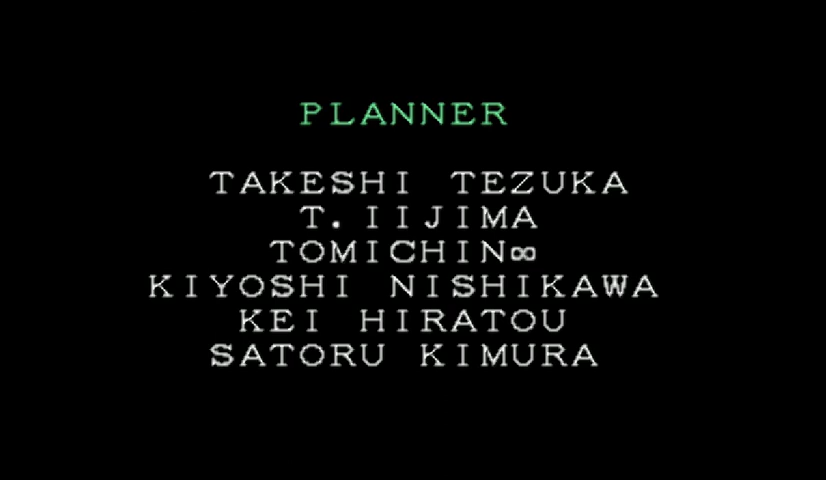 PLANNER
TAKESHI TEZUKA
T.IIJIMA
TOMICHIN∞
KIYOSHI NISHIKAWA
KEI HIRATOU
SATORU KIMURA